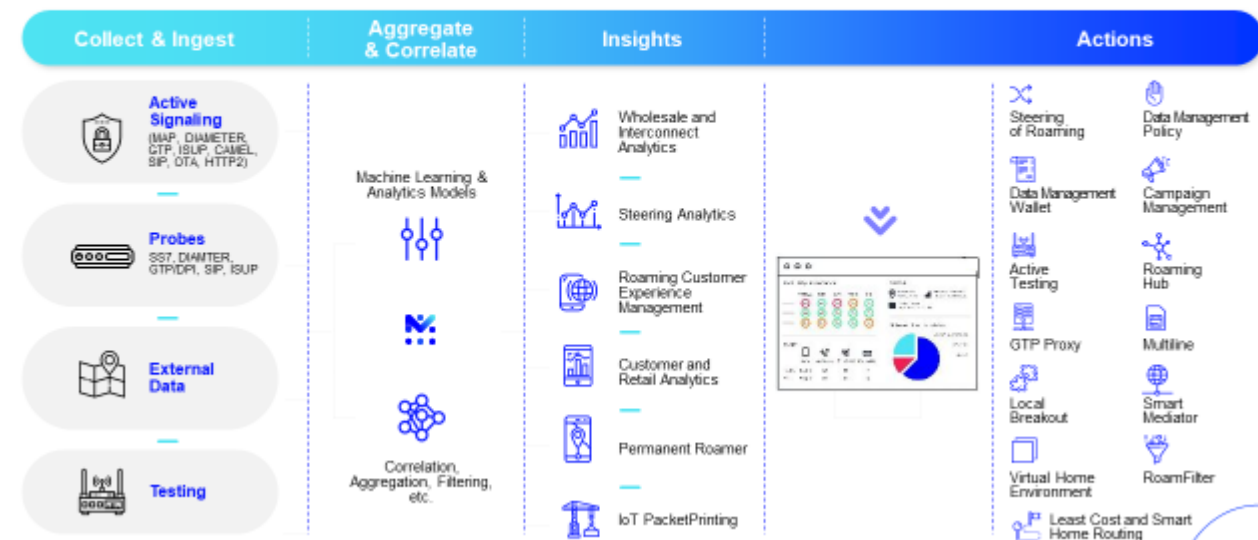 Collect & Ingest
Aggregate
& Correlate
Insights
Actions
Active
Signaling
(MAP, DIAMETER,
GTP, ISUP, CAMEL,
SIP, OTA, HTTP2)
Probes
SS7, DIAMTER,
GTP/DPI, SIP, ISUP
External
Data
Testing
Machine Learning &
Analytics Models
Correlation,
Aggregation, Filtering,
etc.
Wholesale and
Interconnect
Analytics
Steering Analytics
Roaming Customer
Experience
Management
Customer and
Retail Analytics
Permanent Roamer
IoT PacketPrinting
Steering
of Roaming
Data Management
Policy
Data Management
Wallet
Campaign
Management
Active
Testing
Roaming
Hub
GTP Proxy
Multiline
Local
Breakout
Smart
Mediator
Virtual Home
Environment
RoamFilter
Least Cost and Smart
Home Routing